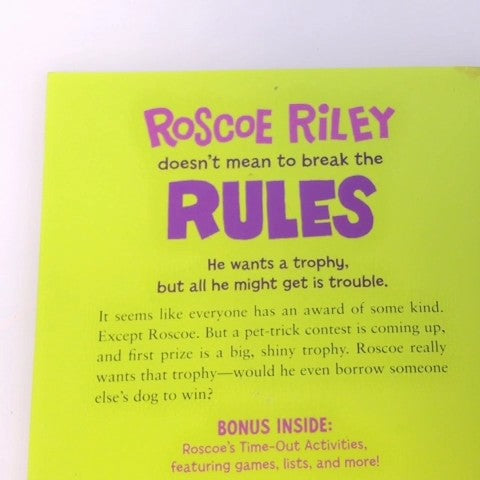 ROSCOE RILEY
doesn't mean to break the
RULES
He wants a trophy,
but all he might get is trouble.
It seems like everyone has an award of some kind.
Except Roscoe. But a pet-trick contest is coming up,
and first prize is a big, shiny trophy. Roscoe really
wants that trophy—would he even borrow someone
else's dog to win?
BONUS INSIDE:
Roscoe's Time-Out Activities,
featuring games, lists, and more!